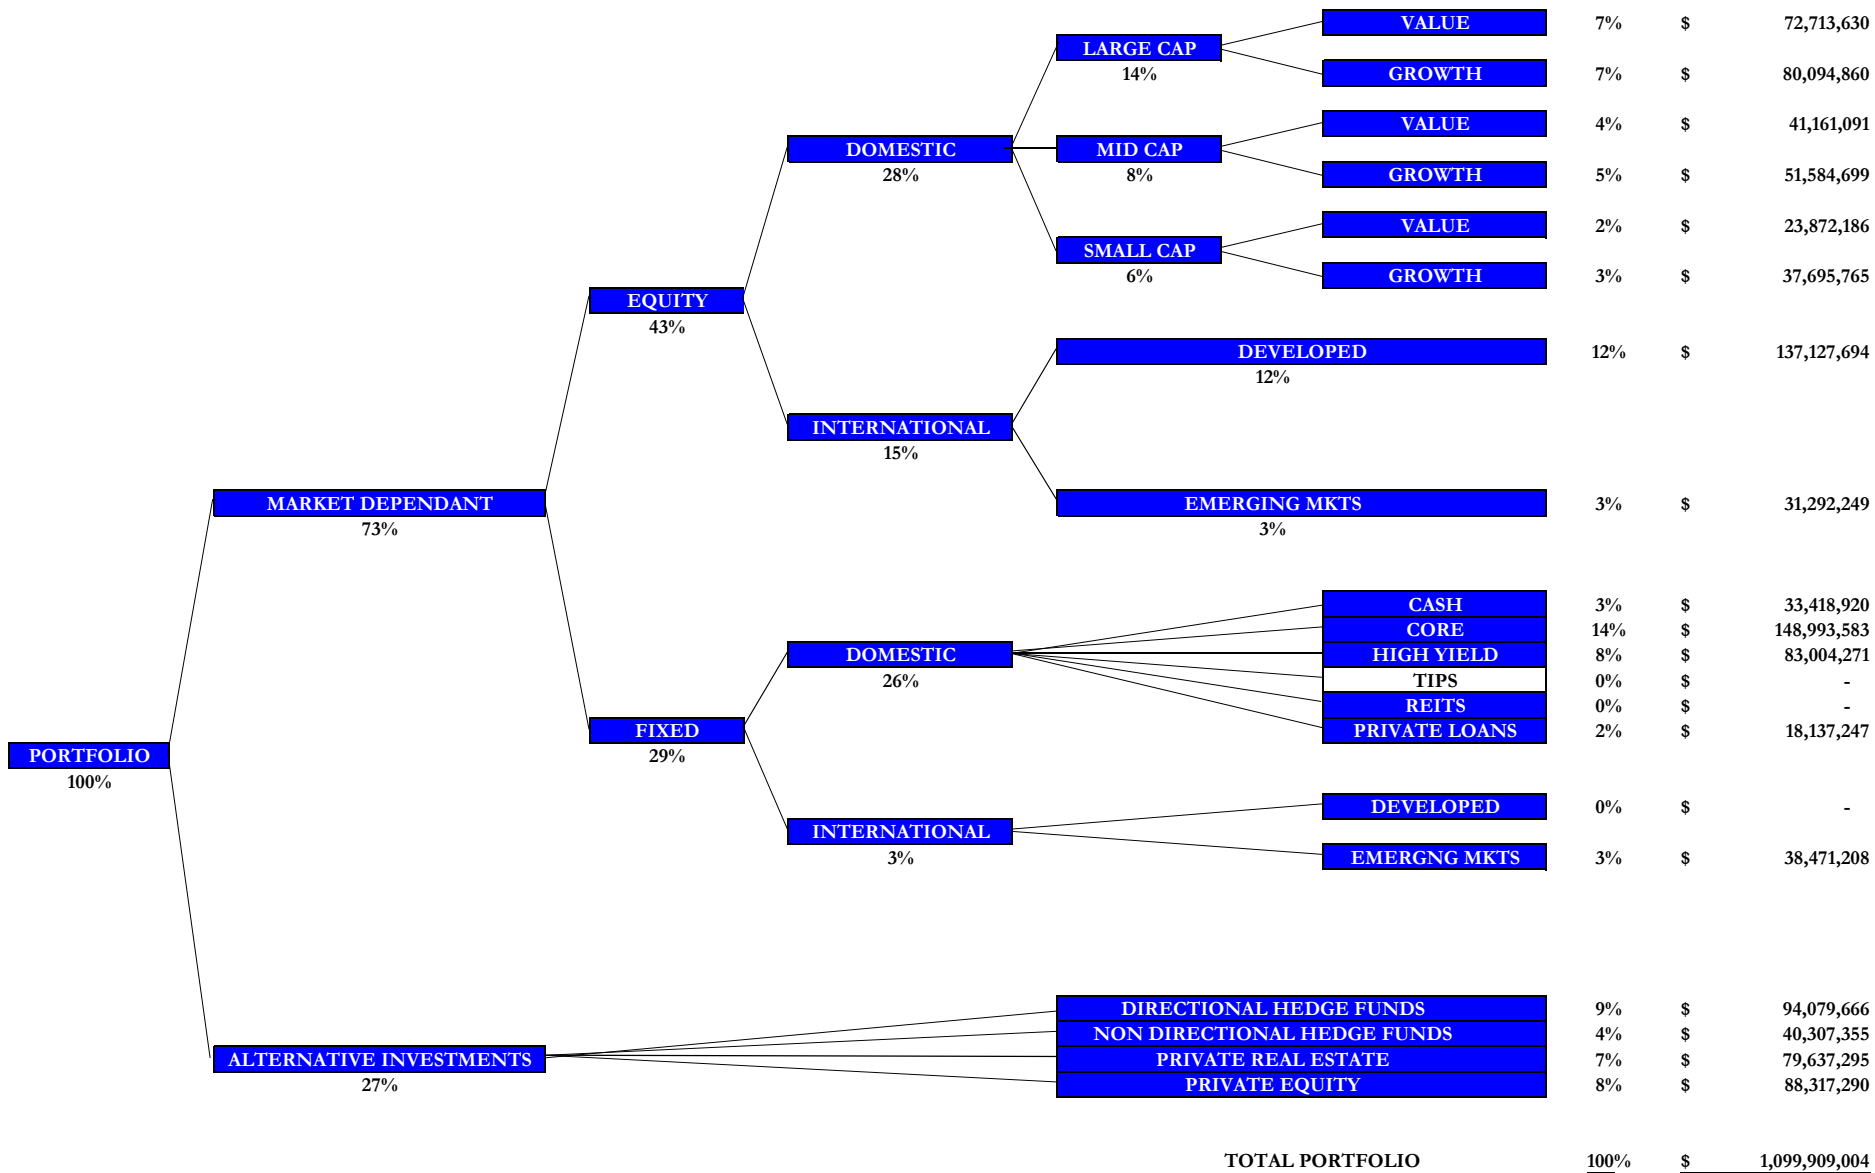 VALUE 7% $ 72,713,630
LARGE CAP
14%
GROWTH 7% $ 80,094,860
VALUE 4% $ 41,161,091
DOMESTIC MID CAP
28% 8%
GROWTH 5% $ 51,584,699
VALUE 2% $ 23,872,186
SMALL CAP
6%
GROWTH 3% $ 37,695,765
EQUITY
43%
DEVELOPED 12% $ 137,127,694
12%
INTERNATIONAL
15%
MARKET DEPENDANT EMERGING MKTS 3% $ 31,292,249
73% 3%
CASH 3% $ 33,418,920
CORE 14% $ 148,993,583
DOMESTIC HIGH YIELD 8% $ 83,004,271
26% TIPS 0% $ -
REITS 0% $ -
FIXED PRIVATE LOANS 2% $ 18,137,247
29%
PORTFOLIO
100%
DEVELOPED 0% $ -
INTERNATIONAL
3% EMERGNG MKTS 3% $ 38,471,208
DIRECTIONAL HEDGE FUNDS 9% $ 94,079,666
NON DIRECTIONAL HEDGE FUNDS 4% $ 40,307,355
ALTERNATIVE INVESTMENTS PRIVATE REAL ESTATE 7% $ 79,637,295
27% PRIVATE EQUITY 8% $ 88,317,290
TOTAL PORTFOLIO 100% $ 1,099,909,004